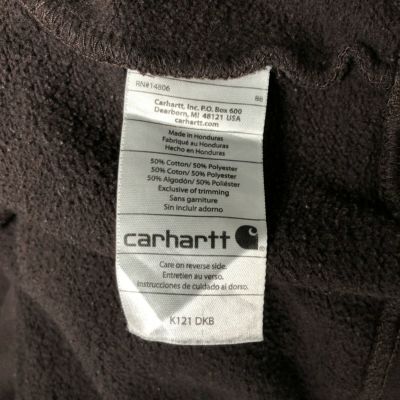 RN#14806 BB
Carhartt, Inc. P.O. Box 600
Dearborn, MI 48121 USA
carhartt.com
Made in Honduras
Fabriqué au Honduras
Hecho en Honduras
50% Cotton/ 50% Polyester
50% Coton/ 50% Polyester
50% Algodón/ 50% Poliéster
Exclusive of trimming
Sans garniture
Sin incluir adorno
carhartt
Care on reverse side.
Entretien au verso.
Instrucciones de cuidado al dorso.
K121 DKB